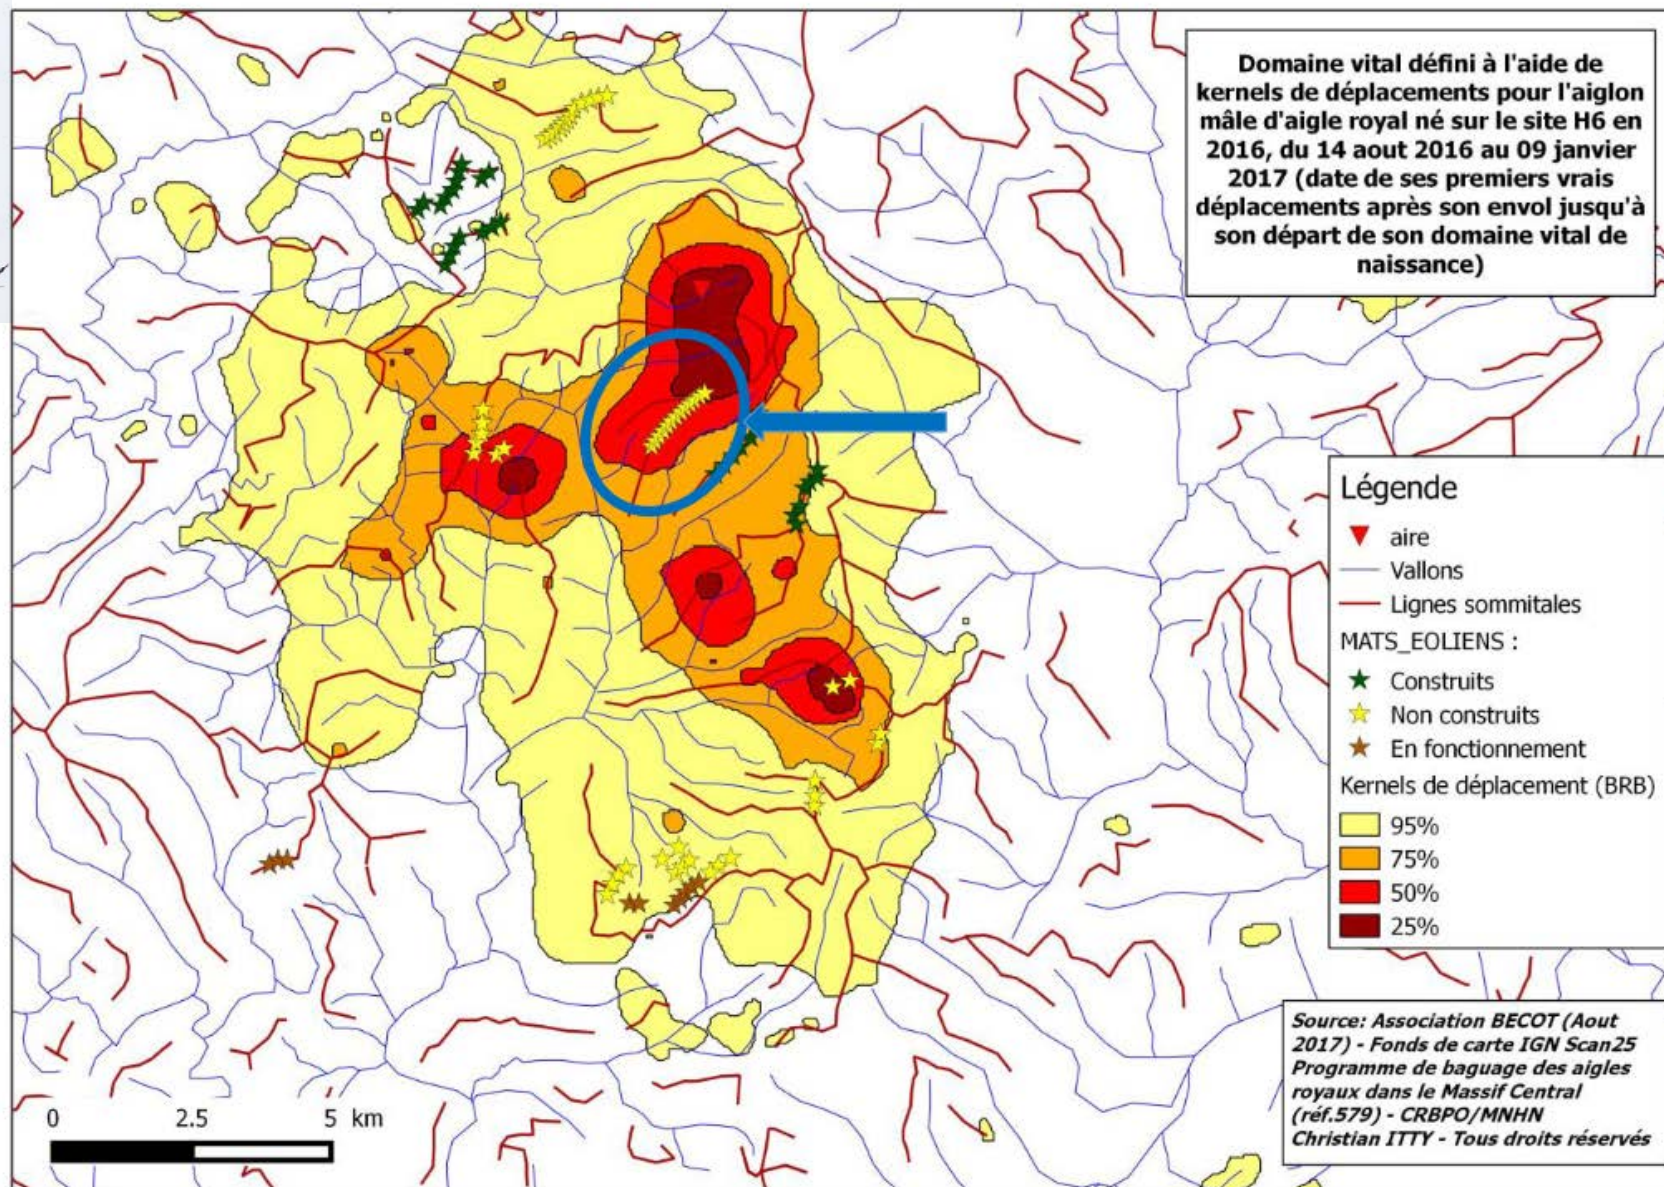 Domaine vital défini à l'aide de
kernels de déplacements pour l'aiglon
mâle d'aigle royal né sur le site H6 en
2016, du 14 aout 2016 au 09 janvier
2017 (date de ses premiers vrais
déplacements après son envol jusqu'à
son départ de son domaine vital de
naissance)
Légende
aire
Vallons
Lignes sommitales
MATS_EOLIENS :
Construits
Non construits
En fonctionnement
Kernels de déplacement (BRB)
95%
75%
50%
25%
Source: Association BECOT (Aout
2017) - Fonds de carte IGN Scan25
Programme de baguage des aigles
royaux dans le Massif Central
(réf.579) - CRBPO/MNHN
Christian ITTY - Tous droits réservés
0 2.5 5 km